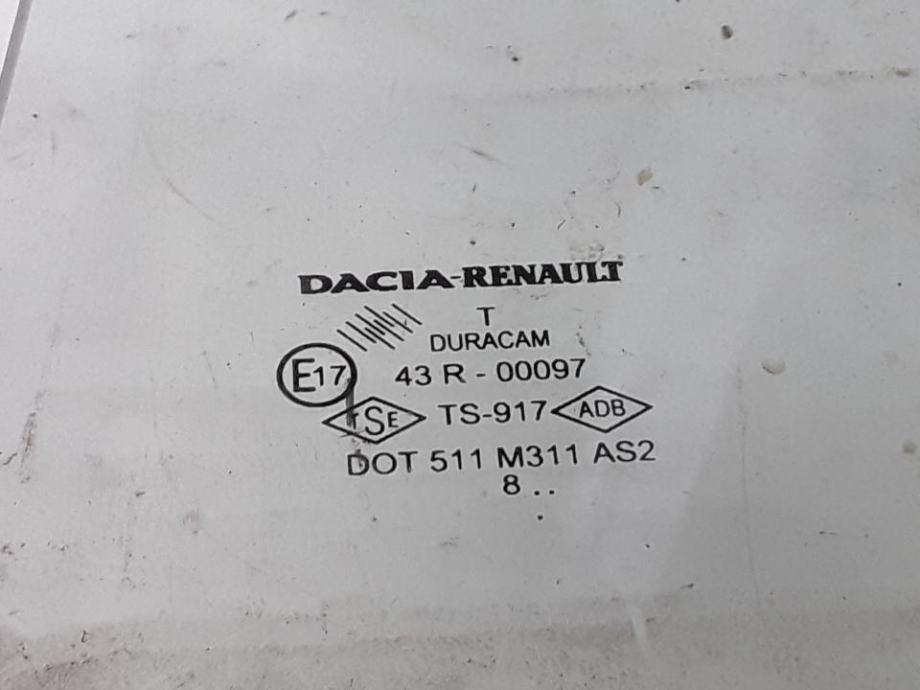 DACIA-RENAULT
T
DURACAM
E17 43 R - 00097
TSE TS-917 ADB
DOT 511 M311 AS2
8 ..